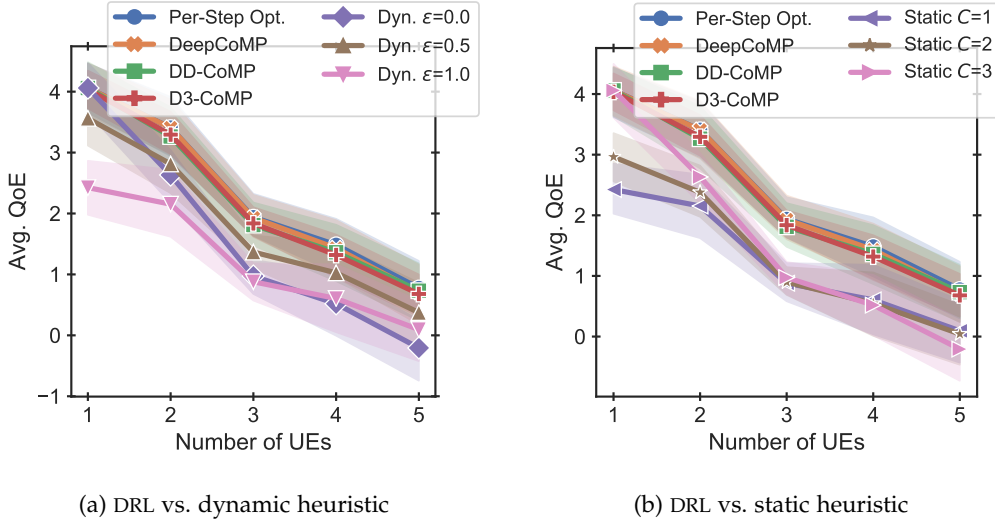 Per-Step Opt.
DeepCoMP
DD-CoMP
D3-CoMP
Dyn. ε=0.0
Dyn. ε=0.5
Dyn. ε=1.0
Avg. QoE
4
3
2
1
0
−1
1 2 3 4 5
Number of UEs
(a) DRL vs. dynamic heuristic
Per-Step Opt.
DeepCoMP
DD-CoMP
D3-CoMP
Static C=1
Static C=2
Static C=3
Avg. QoE
4
3
2
1
0
1 2 3 4 5
Number of UEs
(b) DRL vs. static heuristic